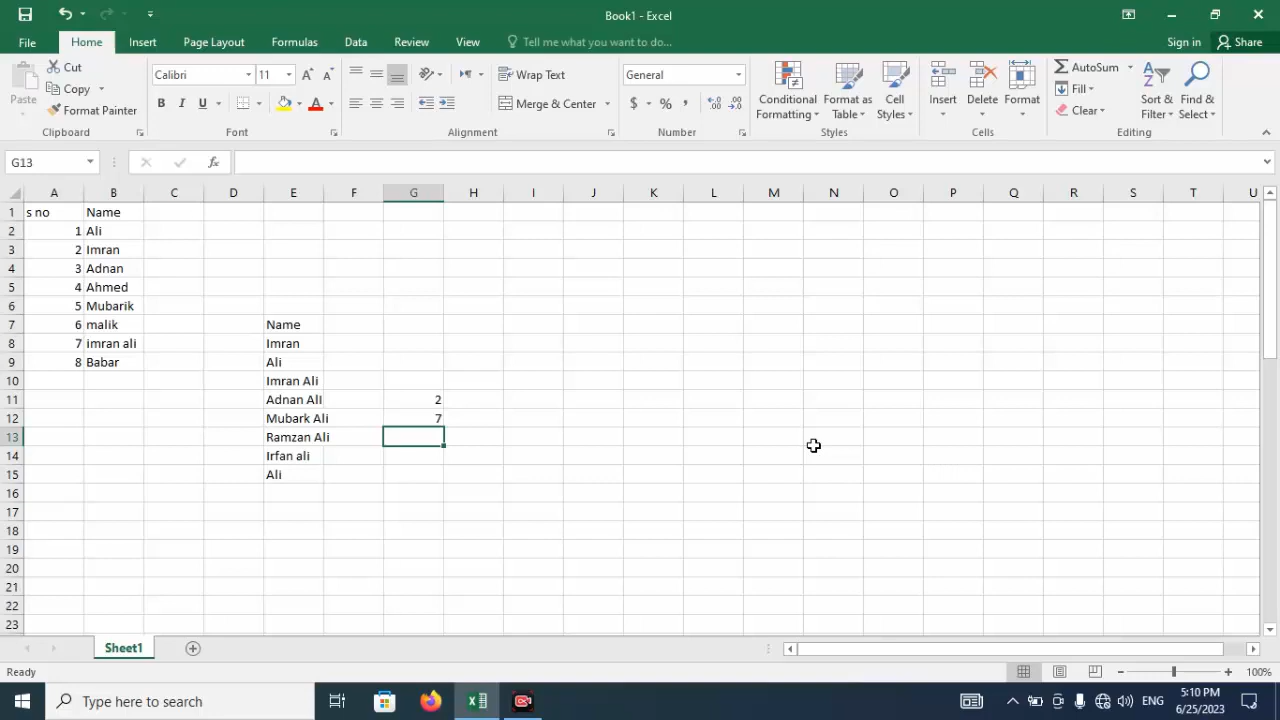 Book1 - Excel
File Home Insert Page Layout Formulas Data Review View Tell me what you want to do... Sign in Share
Paste Cut Copy Format Painter Clipboard
Calibri 11 A A B I U A Font
Wrap Text Merge & Center Alignment
General $ % , Number
Conditional Formatting Format as Table Cell Styles Styles
Insert Delete Format Cells
AutoSum Fill Clear Sort & Filter Find & Select Editing
G13 fx
A B C D E F G H I J K L M N O P Q R S T U
1 s no Name
2 1 Ali
3 2 Imran
4 3 Adnan
5 4 Ahmed
6 5 Mubarik
7 6 malik Name
8 7 imran ali Imran
9 8 Babar Ali
10 Imran Ali
11 Adnan ALI 2
12 Mubark Ali 7
13 Ramzan Ali
14 Irfan ali
15 Ali
16
17
18
19
20
21
22
23
Sheet1
Ready 100%
Type here to search ENG 5:10 PM
6/25/2023